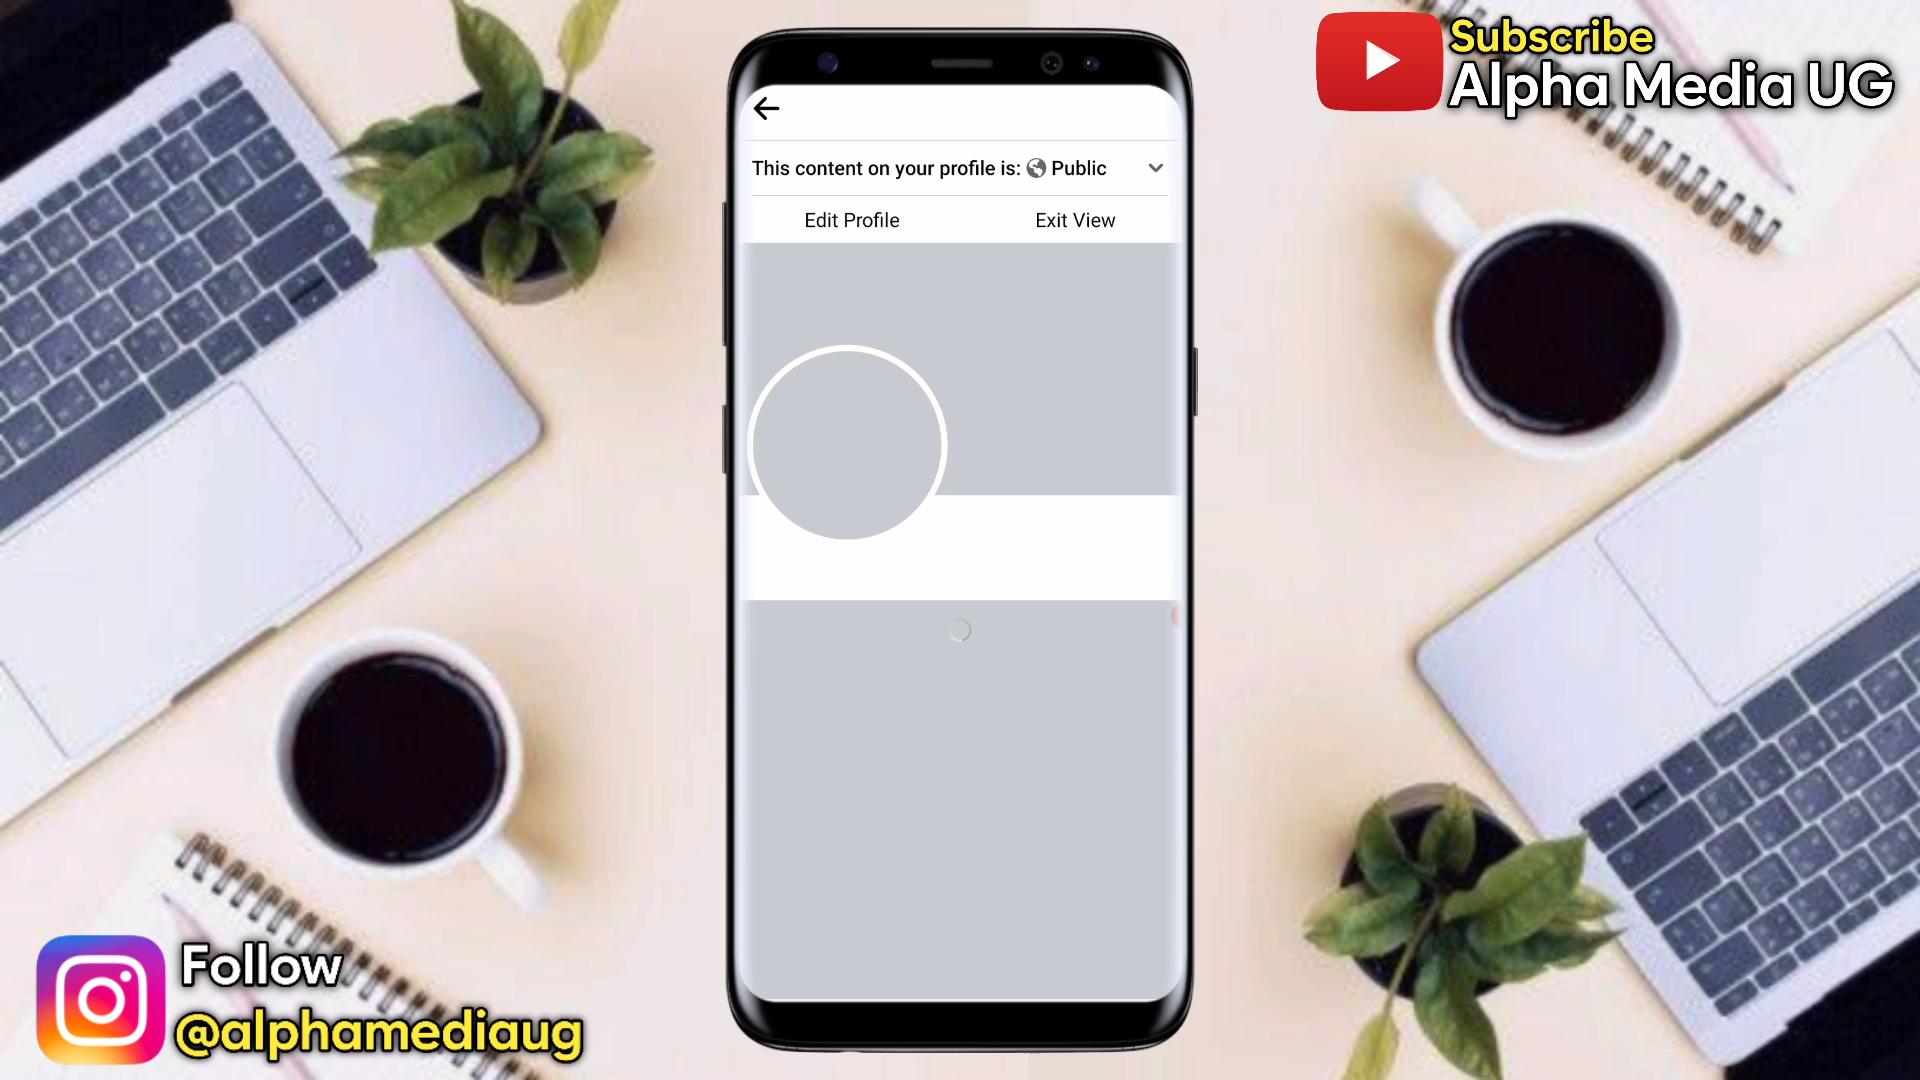 Subscribe
Alpha Media UG
This content on your profile is: Public
Edit Profile
Exit View
Follow
@alphamediaug